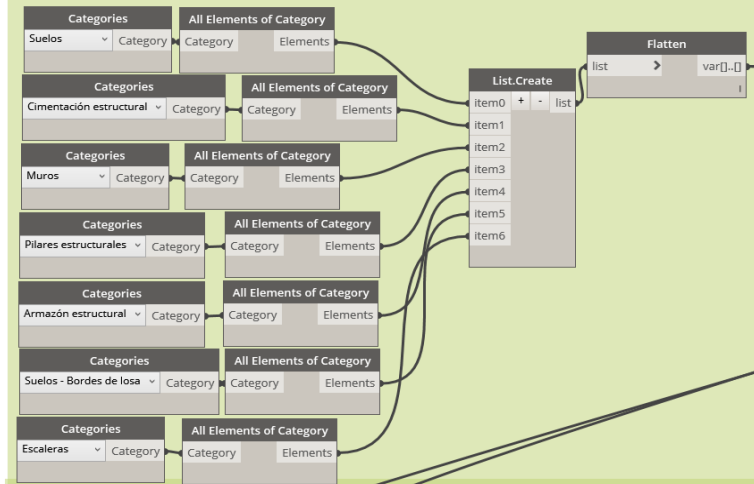 Categories
All Elements of Category
Suelos
Category
Category
Elements
Categories
All Elements of Category
Cimentación estructural
Category
Category
Elements
Categories
All Elements of Category
Muros
Category
Category
Elements
Categories
All Elements of Category
Pilares estructurales
Category
Category
Elements
Categories
All Elements of Category
Armazón estructural
Category
Category
Elements
Categories
All Elements of Category
Suelos - Bordes de losa
Category
Category
Elements
Categories
All Elements of Category
Escaleras
Category
Category
Elements
List.Create
item0 + - list
item1
item2
item3
item4
item5
item6
Flatten
list > var[]..[]
l